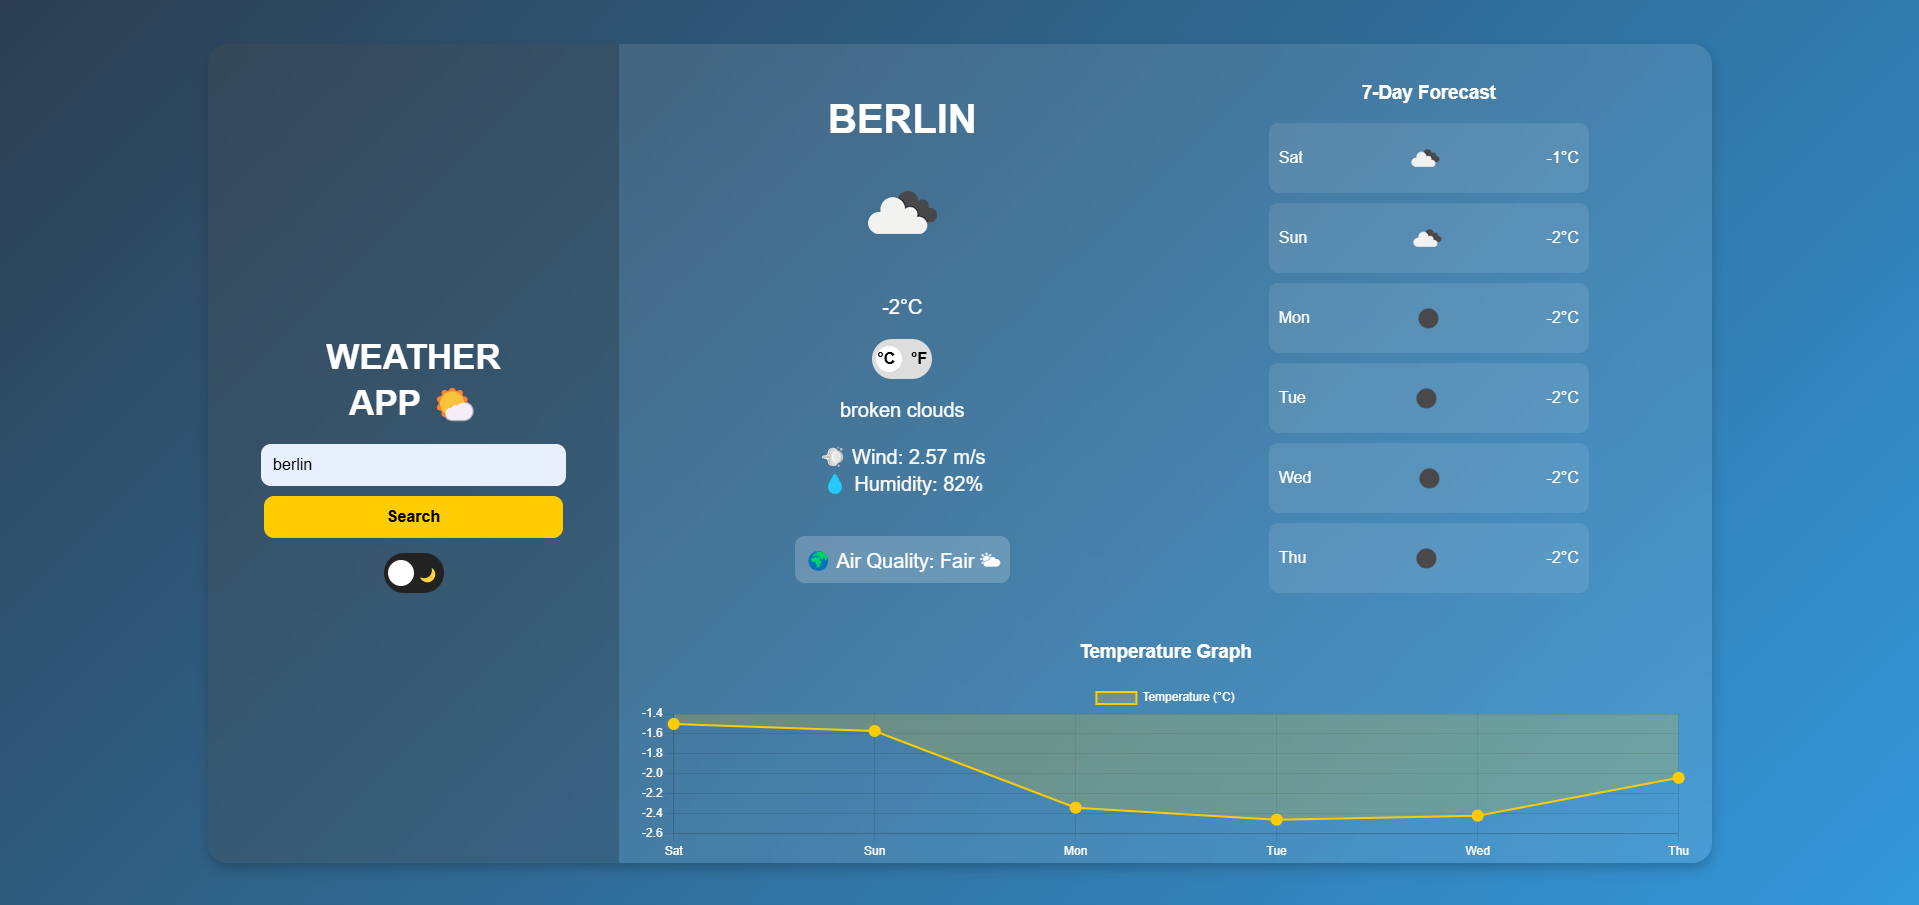 WEATHER
APP
berlin
Search
BERLIN
-2°C
°C °F
broken clouds
Wind: 2.57 m/s
Humidity: 82%
Air Quality: Fair
7-Day Forecast
Sat -1°C
Sun -2°C
Mon -2°C
Tue -2°C
Wed -2°C
Thu -2°C
Temperature Graph
Temperature (°C)
-1.4
-1.6
-1.8
-2.0
-2.2
-2.4
-2.6
Sat Sun Mon Tue Wed Thu